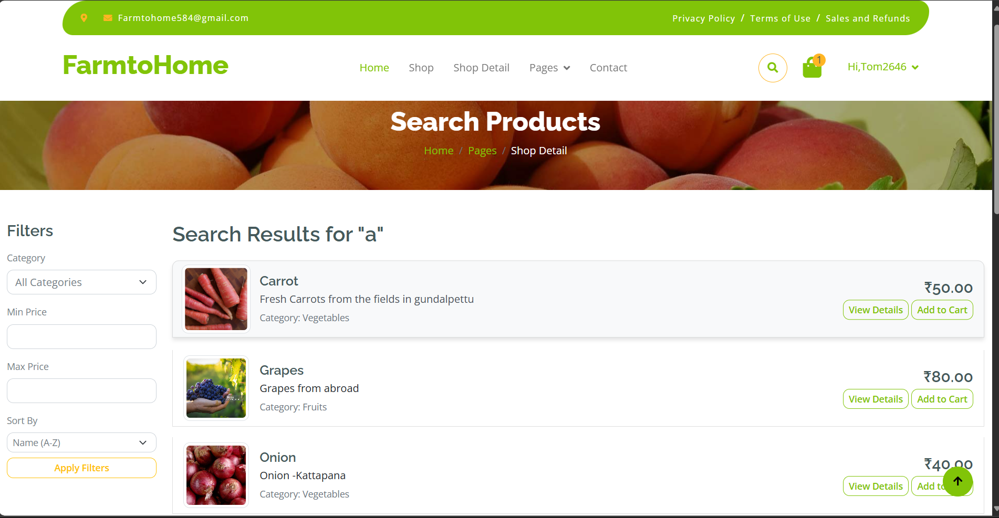 Farmtohome584@gmail.com
Privacy Policy / Terms of Use / Sales and Refunds
FarmtoHome
Home Shop Shop Detail Pages Contact
1
Hi,Tom2646
Search Products
Home / Pages / Shop Detail
Filters
Category
All Categories
Min Price
Max Price
Sort By
Name (A-Z)
Apply Filters
Search Results for "a"
Carrot
Fresh Carrots from the fields in gundalpettu
Category: Vegetables
₹50.00
View Details Add to Cart
Grapes
Grapes from abroad
Category: Fruits
₹80.00
View Details Add to Cart
Onion
Onion -Kattapana
Category: Vegetables
₹40.00
View Details Add to